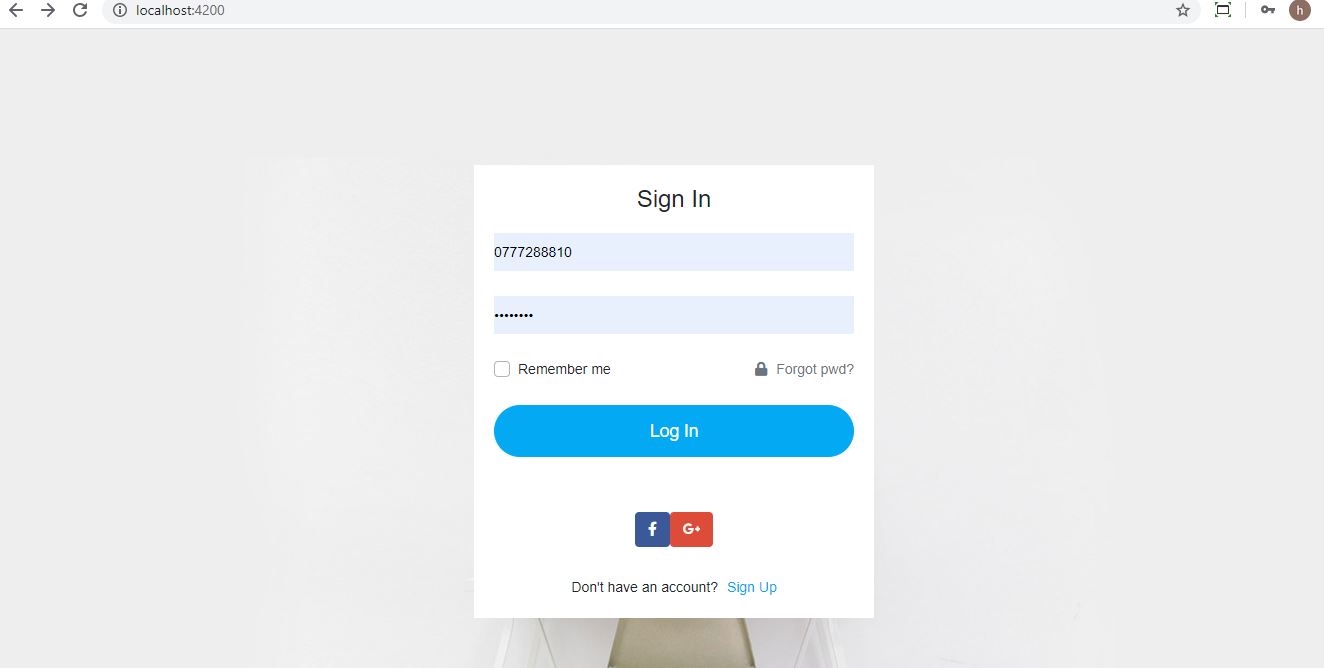 localhost:4200
h
Sign In
0777288810
••••••••
Remember me Forgot pwd?
Log In
f G+
Don't have an account? Sign Up